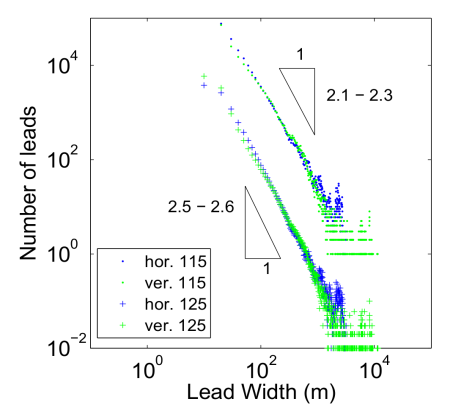 10^4
10^2
10^0
10^-2
Number of leads
1
2.1 − 2.3
2.5 − 2.6
1
hor. 115
ver. 115
hor. 125
ver. 125
10^0
10^2
10^4
Lead Width (m)